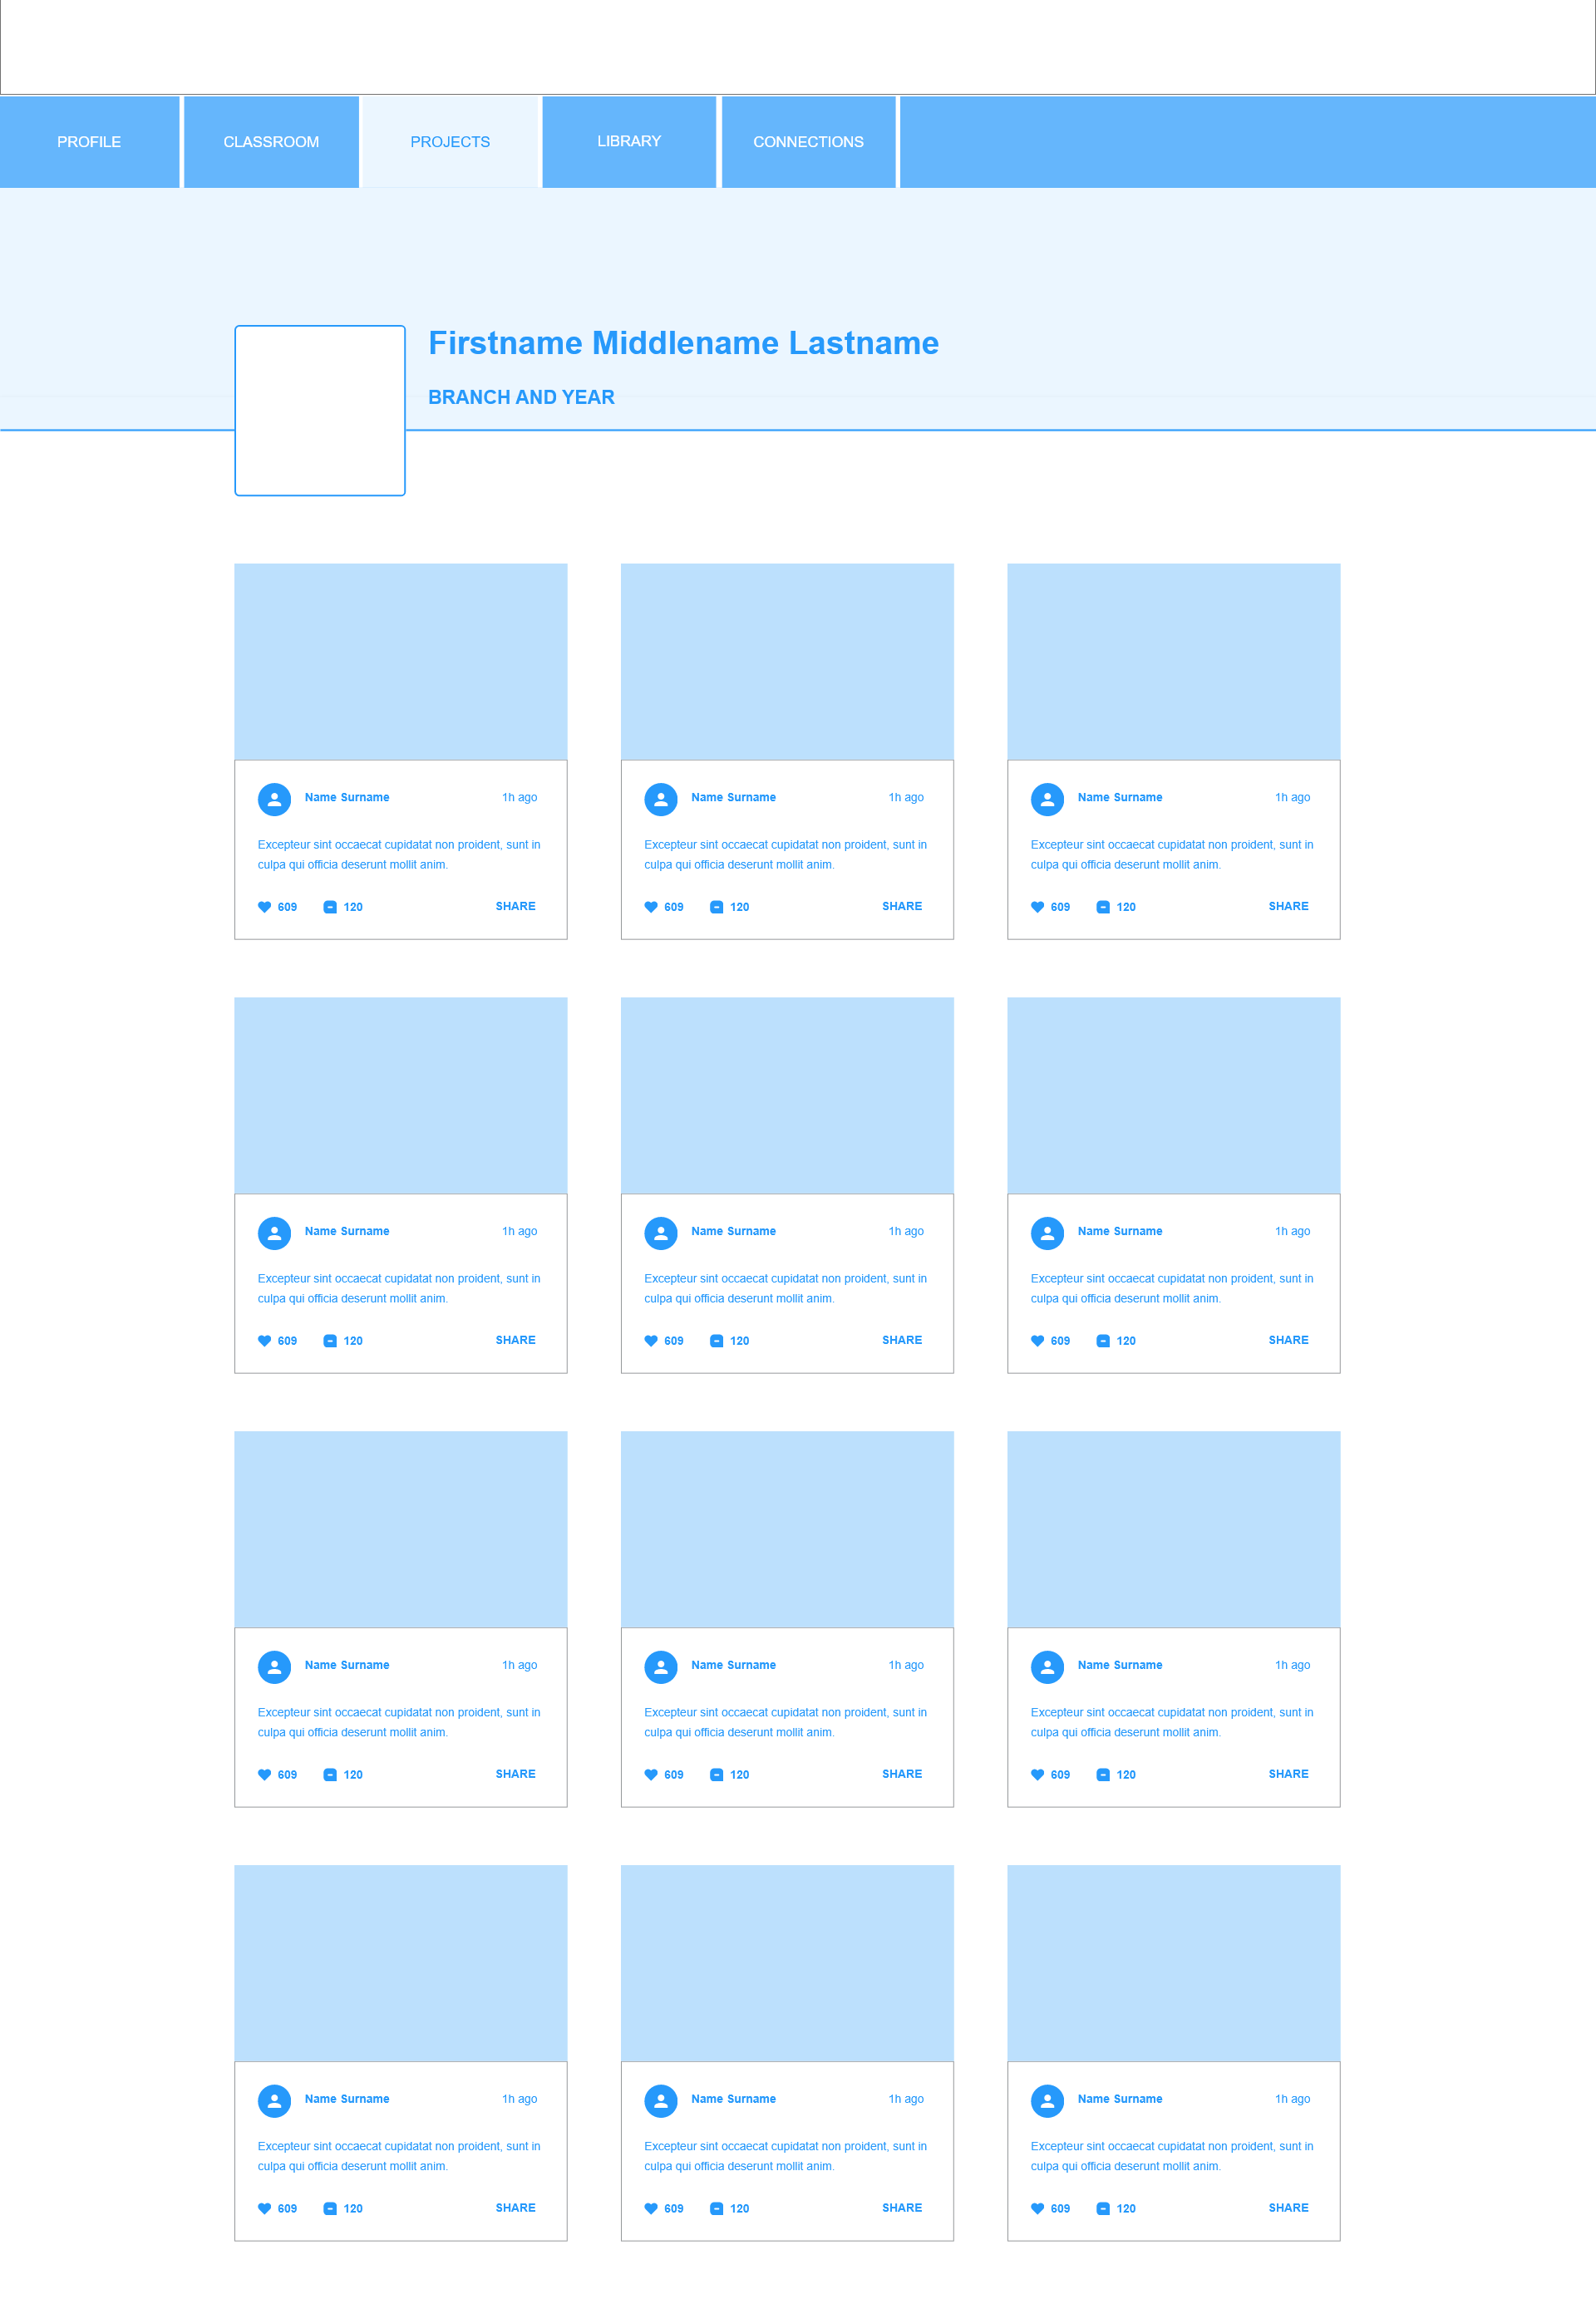 PROFILE CLASSROOM PROJECTS LIBRARY CONNECTIONS
Firstname Middlename Lastname
BRANCH AND YEAR
Name Surname 1h ago
Excepteur sint occaecat cupidatat non proident, sunt in
culpa qui officia deserunt mollit anim.
609 120 SHARE
Name Surname 1h ago
Excepteur sint occaecat cupidatat non proident, sunt in
culpa qui officia deserunt mollit anim.
609 120 SHARE
Name Surname 1h ago
Excepteur sint occaecat cupidatat non proident, sunt in
culpa qui officia deserunt mollit anim.
609 120 SHARE
Name Surname 1h ago
Excepteur sint occaecat cupidatat non proident, sunt in
culpa qui officia deserunt mollit anim.
609 120 SHARE
Name Surname 1h ago
Excepteur sint occaecat cupidatat non proident, sunt in
culpa qui officia deserunt mollit anim.
609 120 SHARE
Name Surname 1h ago
Excepteur sint occaecat cupidatat non proident, sunt in
culpa qui officia deserunt mollit anim.
609 120 SHARE
Name Surname 1h ago
Excepteur sint occaecat cupidatat non proident, sunt in
culpa qui officia deserunt mollit anim.
609 120 SHARE
Name Surname 1h ago
Excepteur sint occaecat cupidatat non proident, sunt in
culpa qui officia deserunt mollit anim.
609 120 SHARE
Name Surname 1h ago
Excepteur sint occaecat cupidatat non proident, sunt in
culpa qui officia deserunt mollit anim.
609 120 SHARE
Name Surname 1h ago
Excepteur sint occaecat cupidatat non proident, sunt in
culpa qui officia deserunt mollit anim.
609 120 SHARE
Name Surname 1h ago
Excepteur sint occaecat cupidatat non proident, sunt in
culpa qui officia deserunt mollit anim.
609 120 SHARE
Name Surname 1h ago
Excepteur sint occaecat cupidatat non proident, sunt in
culpa qui officia deserunt mollit anim.
609 120 SHARE